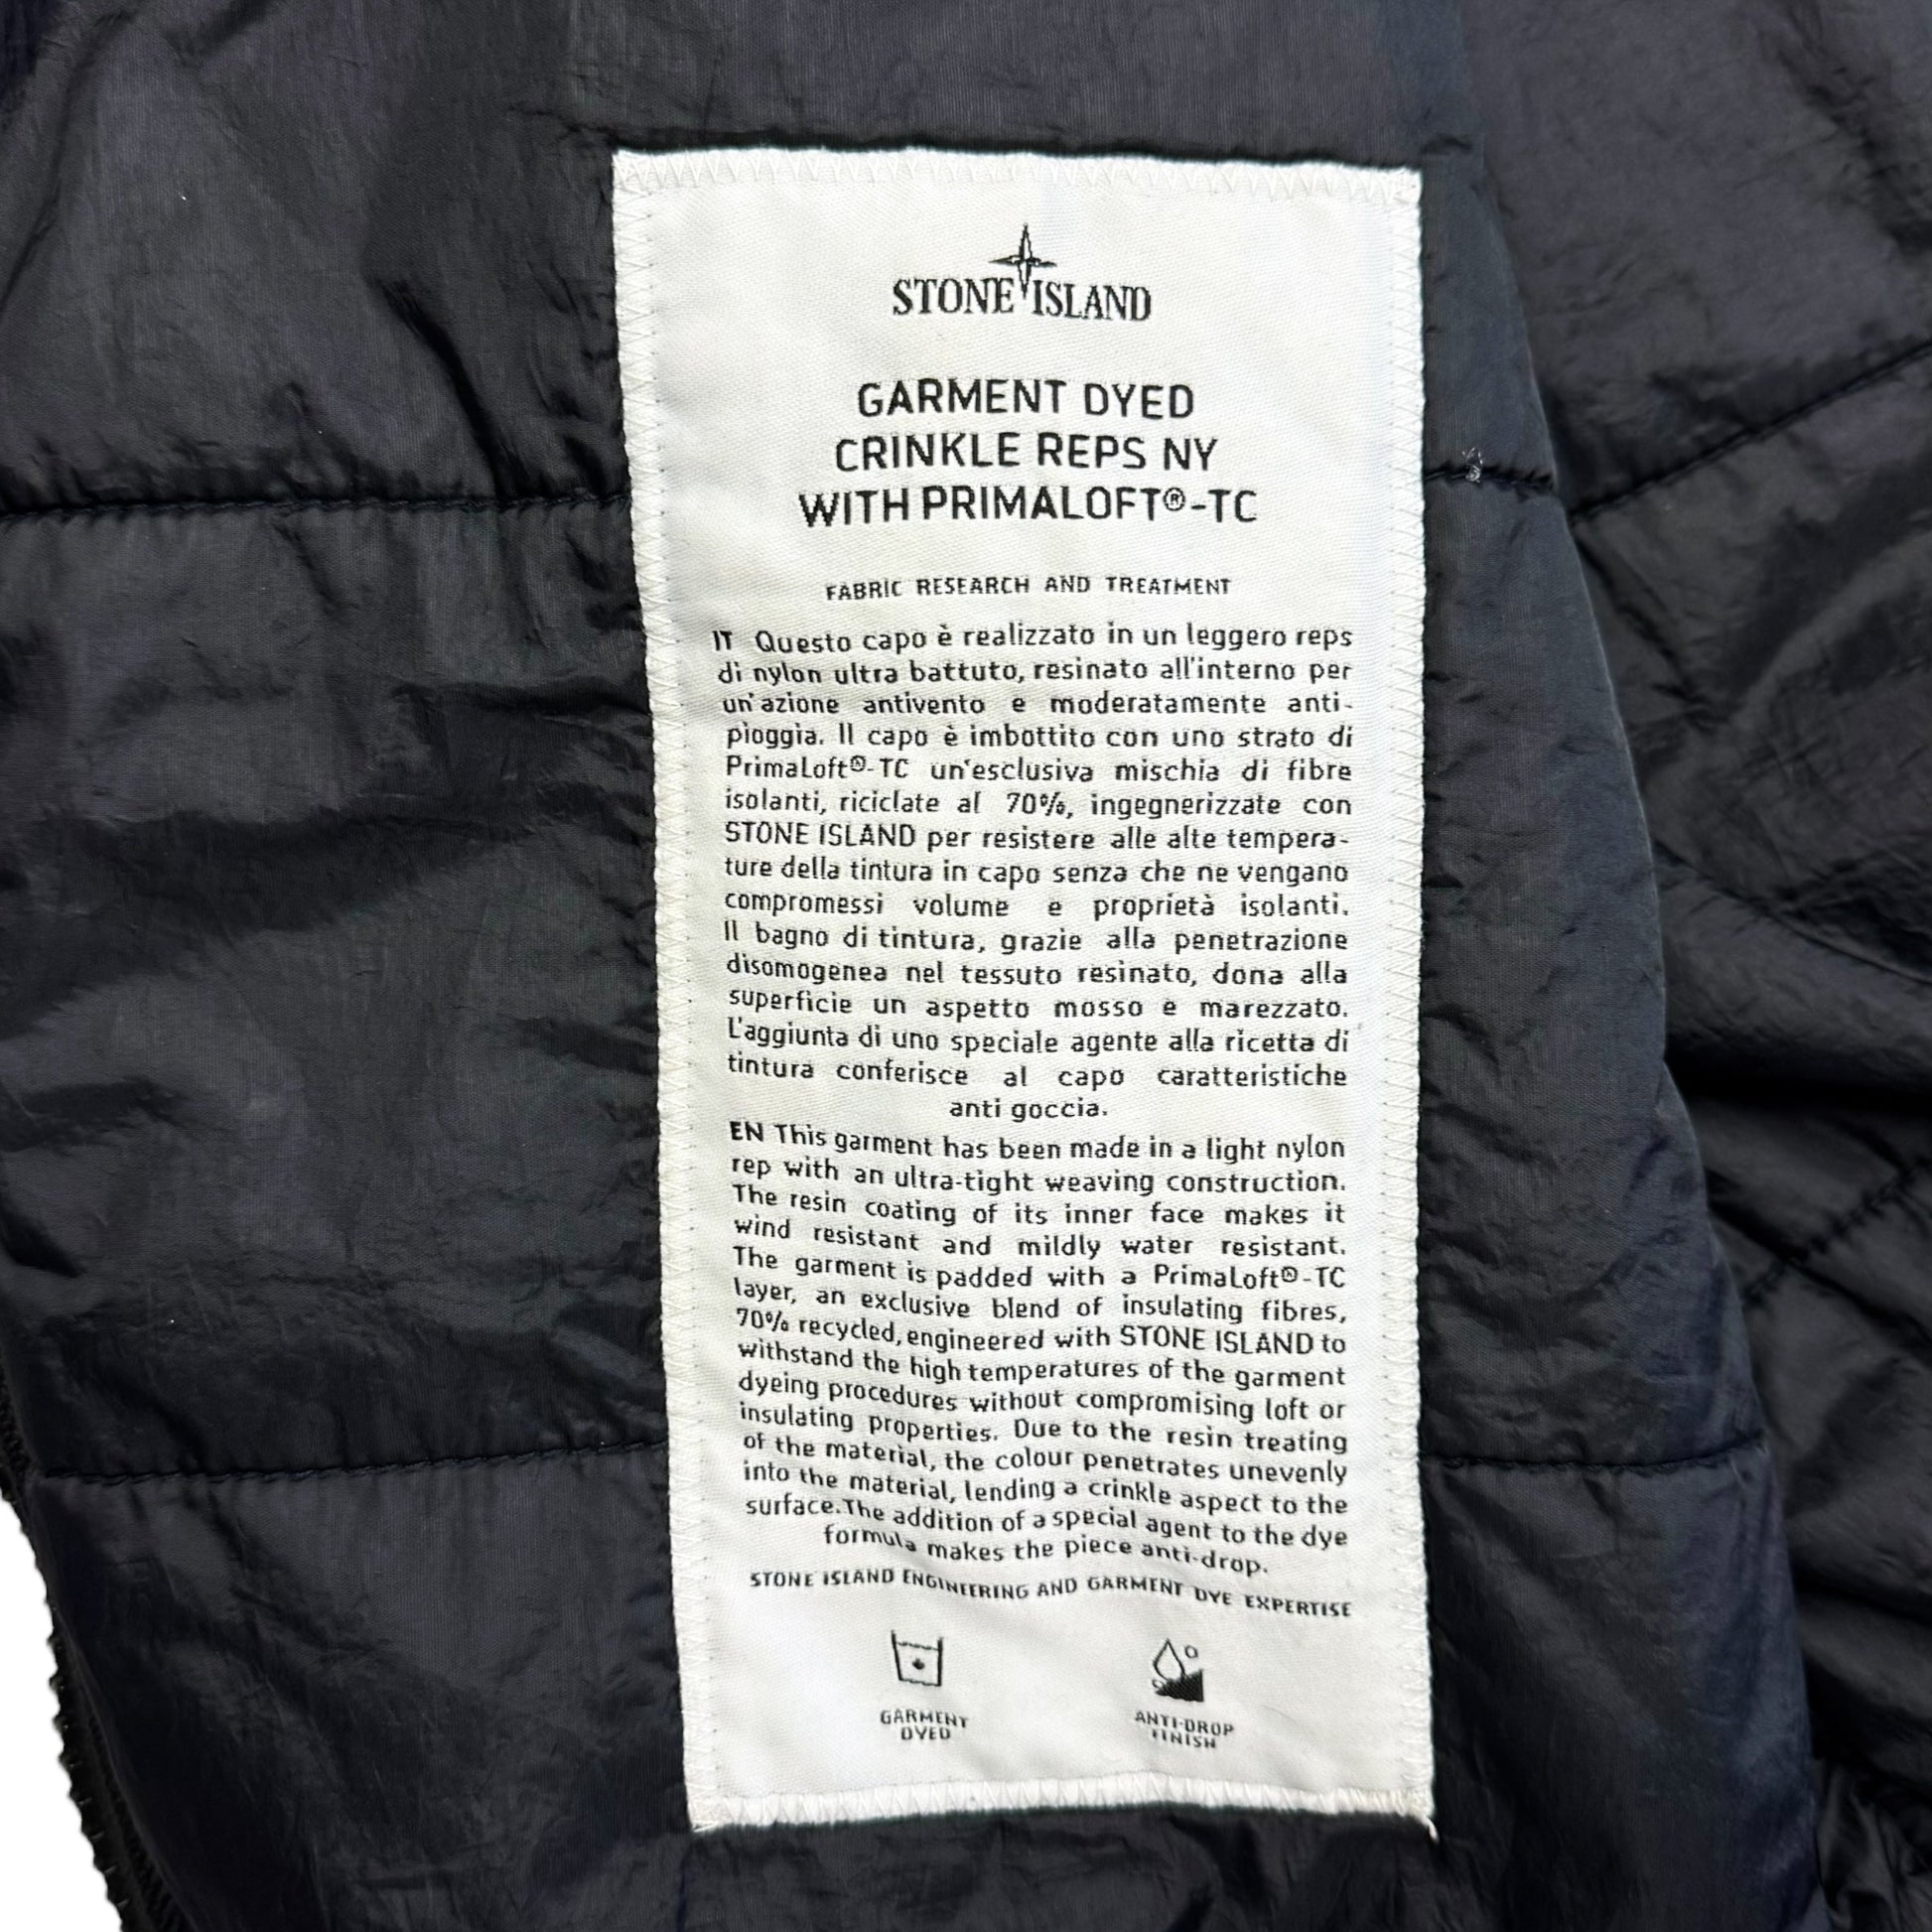 STONE ISLAND
GARMENT DYED
CRINKLE REPS NY
WITH PRIMALOFT®-TC
FABRIC RESEARCH AND TREATMENT
IT Questo capo è realizzato in un leggero reps
di nylon ultra battuto, resinato all'interno per
un'azione antivento e moderatamente anti-
pioggia. Il capo è imbottito con uno strato di
PrimaLoft®-TC un'esclusiva mischia di fibre
isolanti, riciclate al 70%, ingegnerizzate con
STONE ISLAND per resistere alle alte tempera-
ture della tintura in capo senza che ne vengano
compromessi volume e proprietà isolanti.
Il bagno di tintura, grazie alla penetrazione
disomogenea nel tessuto resinato, dona alla
superficie un aspetto mosso e marezzato.
L'aggiunta di uno speciale agente alla ricetta di
tintura conferisce al capo caratteristiche
anti goccia.
EN This garment has been made in a light nylon
rep with an ultra-tight weaving construction.
The resin coating of its inner face makes it
wind resistant and mildly water resistant.
The garment is padded with a PrimaLoft®-TC
layer, an exclusive blend of insulating fibres,
70% recycled, engineered with STONE ISLAND to
withstand the high temperatures of the garment
dyeing procedures without compromising loft or
insulating properties. Due to the resin treating
of the material, the colour penetrates unevenly
into the material, lending a crinkle aspect to the
surface.The addition of a special agent to the dye
formula makes the piece anti-drop.
STONE ISLAND ENGINEERING AND GARMENT DYE EXPERTISE
GARMENT
DYED
ANTI-DROP
FINISH